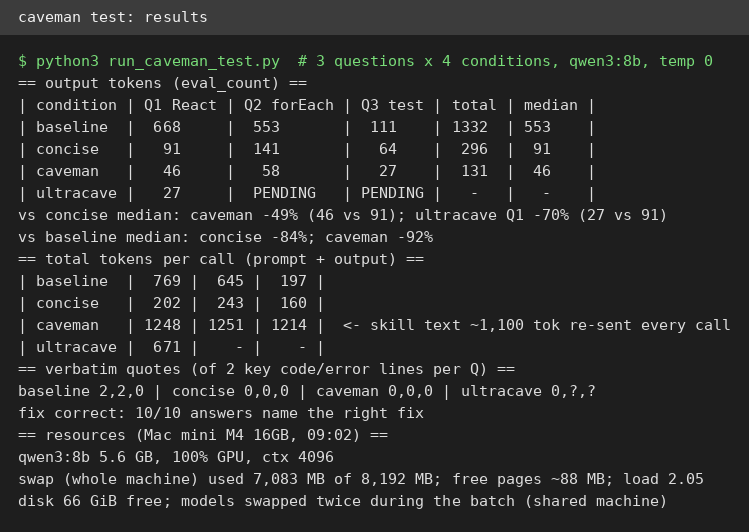 caveman test: results
$ python3 run_caveman_test.py  # 3 questions x 4 conditions, qwen3:8b, temp 0
== output tokens (eval_count) ==
| condition | Q1 React | Q2 forEach | Q3 test | total | median |
| baseline  |  668     |  553       |  111    | 1332  | 553    |
| concise   |   91     |  141       |   64    |  296  |  91    |
| caveman   |   46     |   58       |   27    |  131  |  46    |
| ultracave |   27     |  PENDING   | PENDING |   -   |   -    |
vs concise median: caveman -49% (46 vs 91); ultracave Q1 -70% (27 vs 91)
vs baseline median: concise -84%; caveman -92%
== total tokens per call (prompt + output) ==
| baseline  |  769 |  645 |  197 |
| concise   |  202 |  243 |  160 |
| caveman   | 1248 | 1251 | 1214 |  <- skill text ~1,100 tok re-sent every call
| ultracave |  671 |    - |    - |
== verbatim quotes (of 2 key code/error lines per Q) ==
baseline 2,2,0 | concise 0,0,0 | caveman 0,0,0 | ultracave 0,?,?
fix correct: 10/10 answers name the right fix
== resources (Mac mini M4 16GB, 09:02) ==
qwen3:8b 5.6 GB, 100% GPU, ctx 4096
swap (whole machine) used 7,083 MB of 8,192 MB; free pages ~88 MB; load 2.05
disk 66 GiB free; models swapped twice during the batch (shared machine)